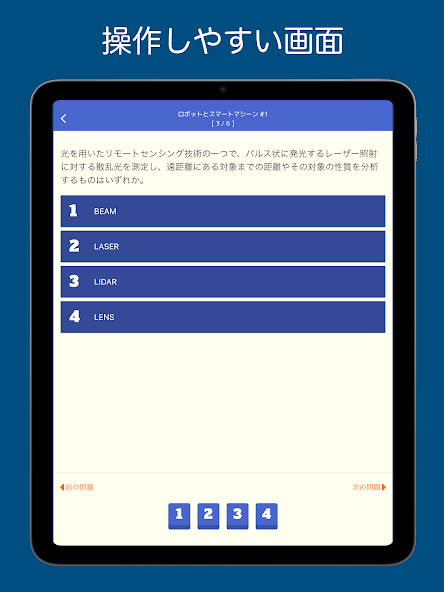 操作しやすい画面
ロボットとスマートマシーン #1
[ 3 / 6 ]
光を用いたリモートセンシング技術の一つで、パルス状に発光するレーザー照射
に対する散乱光を測定し、遠距離にある対象までの距離やその対象の性質を分析
するものはいずれか。
1 BEAM
2 LASER
3 LIDAR
4 LENS
前の問題 次の問題
1 2 3 4